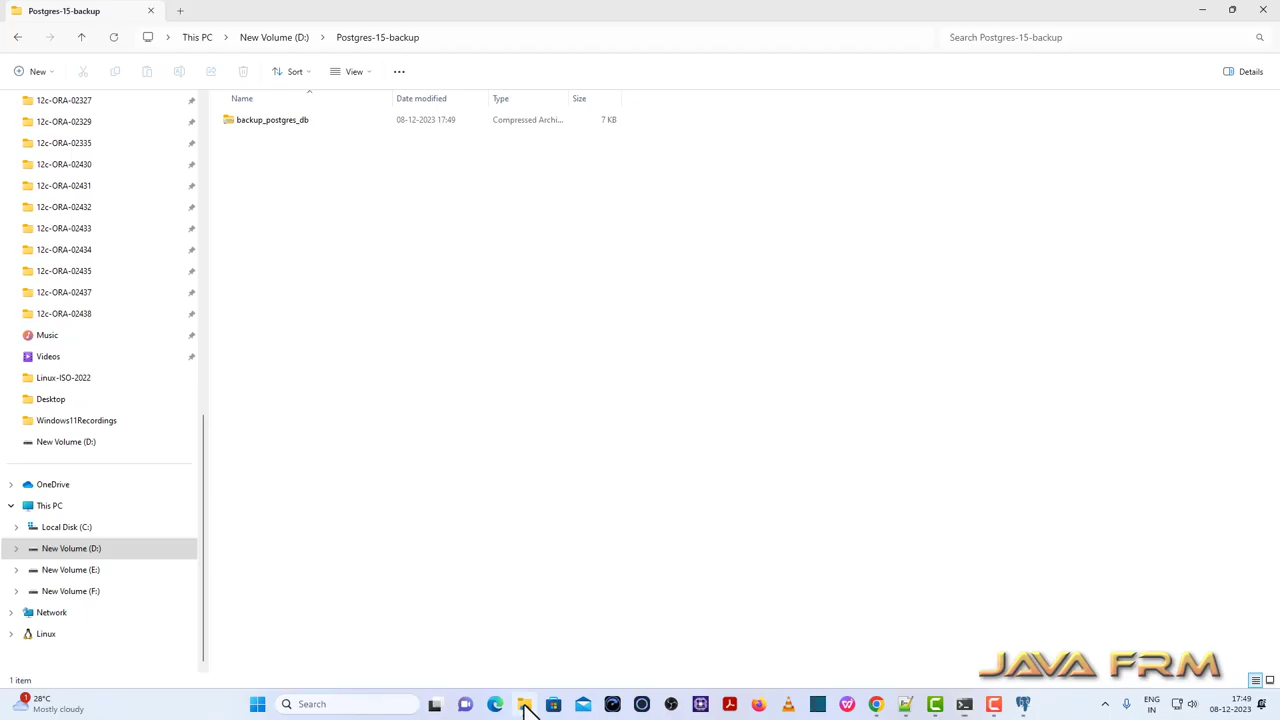 Postgres-15-backup
This PC
New Volume (D:)
Postgres-15-backup
Search Postgres-15-backup
New
Sort
View
Details
12c-ORA-02327
12c-ORA-02329
12c-ORA-02335
12c-ORA-02430
12c-ORA-02431
12c-ORA-02432
12c-ORA-02433
12c-ORA-02434
12c-ORA-02435
12c-ORA-02437
12c-ORA-02438
Music
Videos
Linux-ISO-2022
Desktop
Windows11Recordings
New Volume (D:)
OneDrive
This PC
Local Disk (C:)
New Volume (D:)
New Volume (E:)
New Volume (F:)
Network
Linux
Name Date modified Type Size
backup_postgres_db 08-12-2023 17:49 Compressed Archi... 7 KB
1 item
JAVA FRM
1
28°C
Mostly cloudy
Search
ENG
IN
17:49
08-12-2023